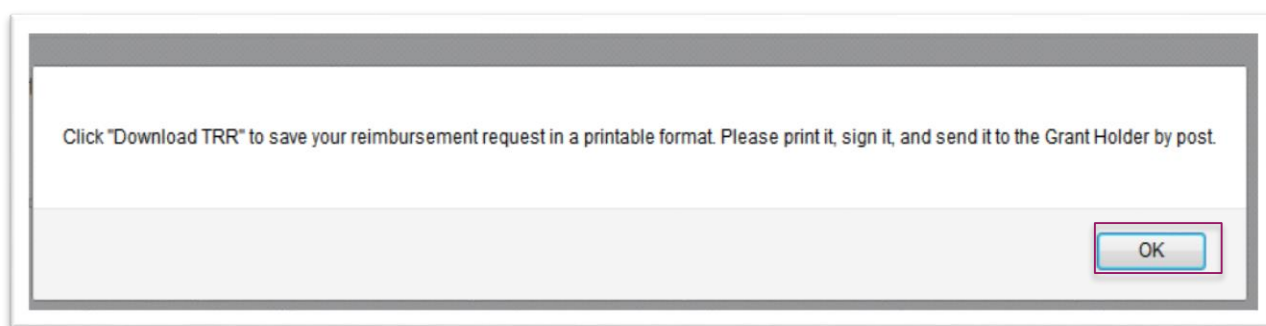 Click "Download TRR" to save your reimbursement request in a printable format. Please print it, sign it, and send it to the Grant Holder by post.
OK